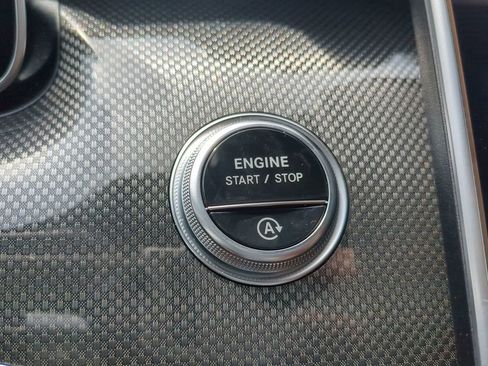 ENGINE
START / STOP
A